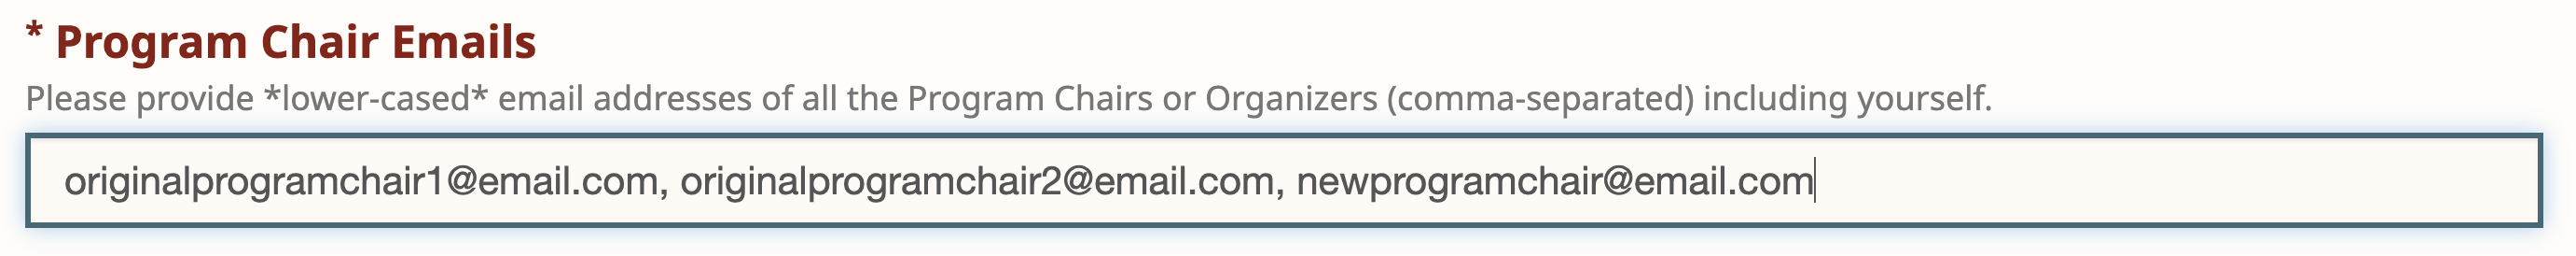 * Program Chair Emails
Please provide *lower-cased* email addresses of all the Program Chairs or Organizers (comma-separated) including yourself.
originalprogramchair1@email.com, originalprogramchair2@email.com, newprogramchair@email.com